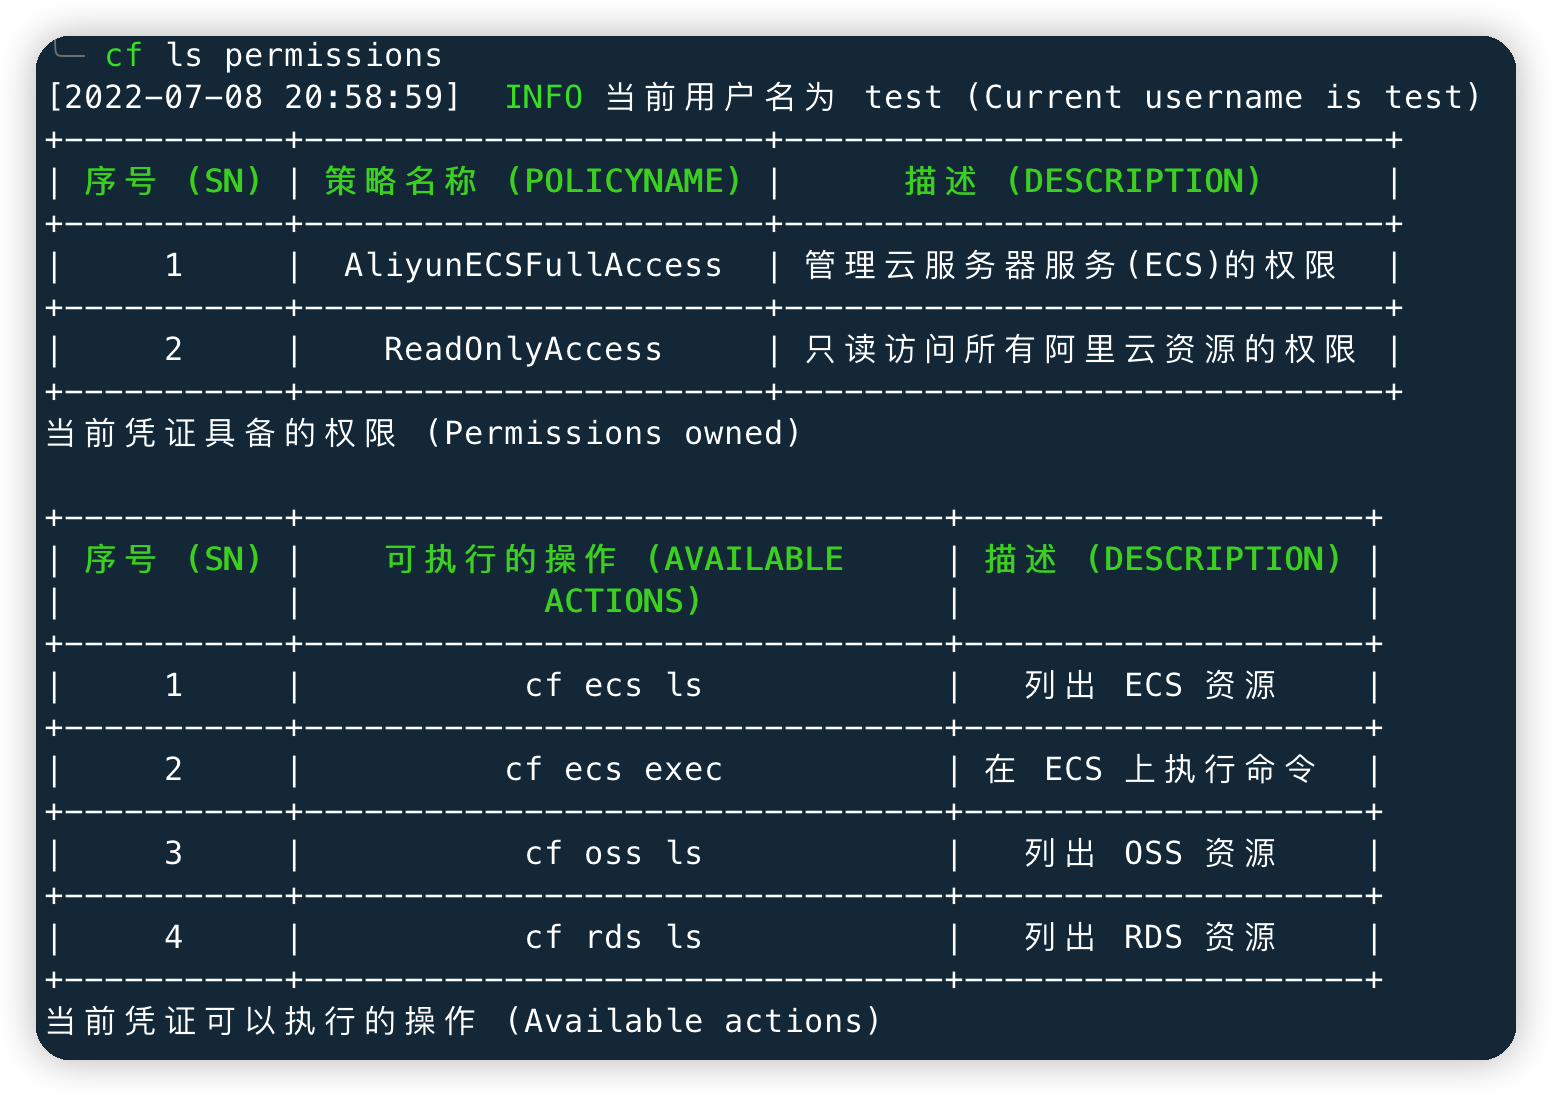 cf ls permissions
[2022-07-08 20:58:59]  INFO 当前用户名为 test (Current username is test)
+-----------+-----------------------+------------------------------+
| 序号 (SN) | 策略名称 (POLICYNAME) |      描述 (DESCRIPTION)      |
+-----------+-----------------------+------------------------------+
|     1     |  AliyunECSFullAccess  | 管理云服务器服务(ECS)的权限  |
+-----------+-----------------------+------------------------------+
|     2     |    ReadOnlyAccess     | 只读访问所有阿里云资源的权限 |
+-----------+-----------------------+------------------------------+
当前凭证具备的权限 (Permissions owned)

+-----------+--------------------------------+--------------------+
| 序号 (SN) |    可执行的操作 (AVAILABLE     | 描述 (DESCRIPTION) |
|           |            ACTIONS)            |                    |
+-----------+--------------------------------+--------------------+
|     1     |           cf ecs ls            |   列出 ECS 资源    |
+-----------+--------------------------------+--------------------+
|     2     |          cf ecs exec           | 在 ECS 上执行命令  |
+-----------+--------------------------------+--------------------+
|     3     |           cf oss ls            |   列出 OSS 资源    |
+-----------+--------------------------------+--------------------+
|     4     |           cf rds ls            |   列出 RDS 资源    |
+-----------+--------------------------------+--------------------+
当前凭证可以执行的操作 (Available actions)